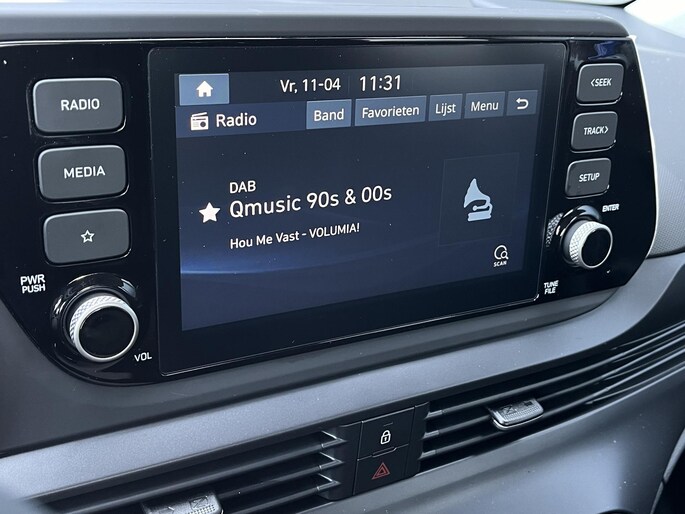 RADIO
MEDIA
PWR
PUSH
VOL
Vr, 11-04 11:31
Radio Band Favorieten Lijst Menu
DAB
Qmusic 90s & 00s
Hou Me Vast - VOLUMIA!
SCAN
<SEEK
TRACK>
SETUP
ENTER
TUNE
FILE